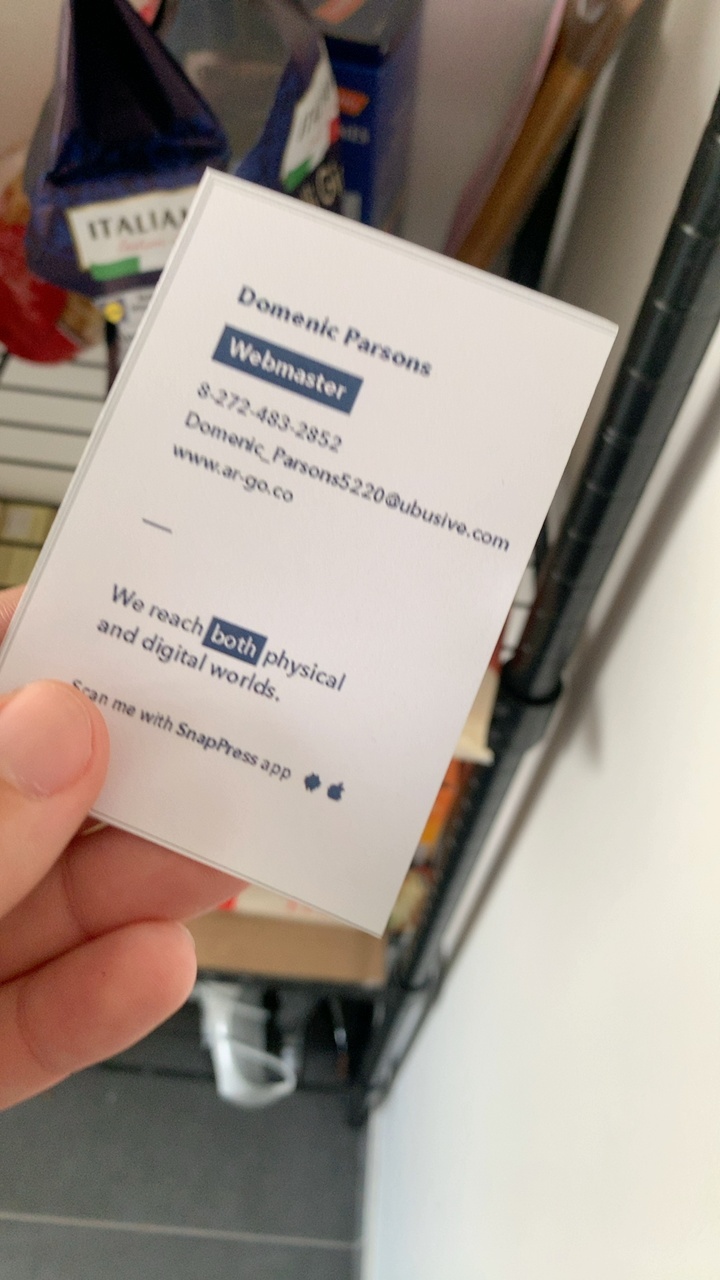 ITALIAN
Domenic Parsons
Webmaster
8-272-483-2852
Domenic_Parsons5220@ubusive.com
www.ar-go.co
We reach both physical
and digital worlds.
Scan me with SnapPress app